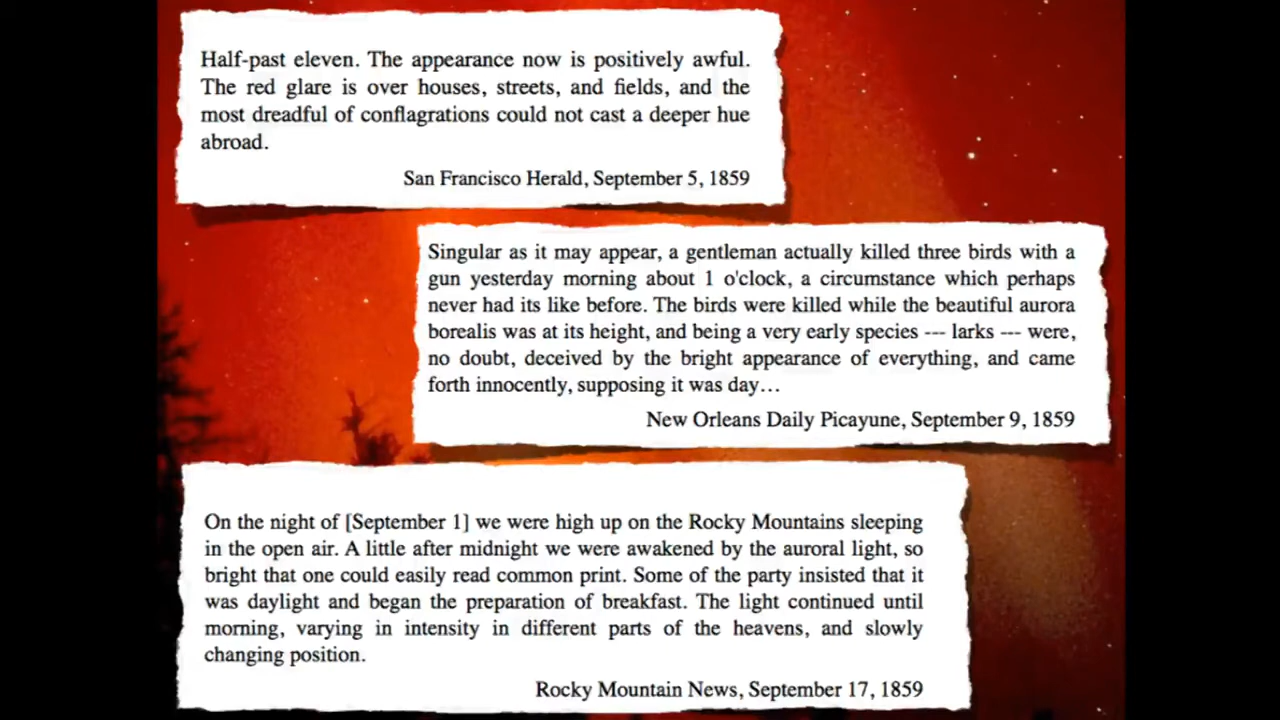 Half-past eleven. The appearance now is positively awful.
The red glare is over houses, streets, and fields, and the
most dreadful of conflagrations could not cast a deeper hue
abroad.
San Francisco Herald, September 5, 1859
Singular as it may appear, a gentleman actually killed three birds with a
gun yesterday morning about 1 o'clock, a circumstance which perhaps
never had its like before. The birds were killed while the beautiful aurora
borealis was at its height, and being a very early species --- larks --- were,
no doubt, deceived by the bright appearance of everything, and came
forth innocently, supposing it was day…
New Orleans Daily Picayune, September 9, 1859
On the night of [September 1] we were high up on the Rocky Mountains sleeping
in the open air. A little after midnight we were awakened by the auroral light, so
bright that one could easily read common print. Some of the party insisted that it
was daylight and began the preparation of breakfast. The light continued until
morning, varying in intensity in different parts of the heavens, and slowly
changing position.
Rocky Mountain News, September 17, 1859